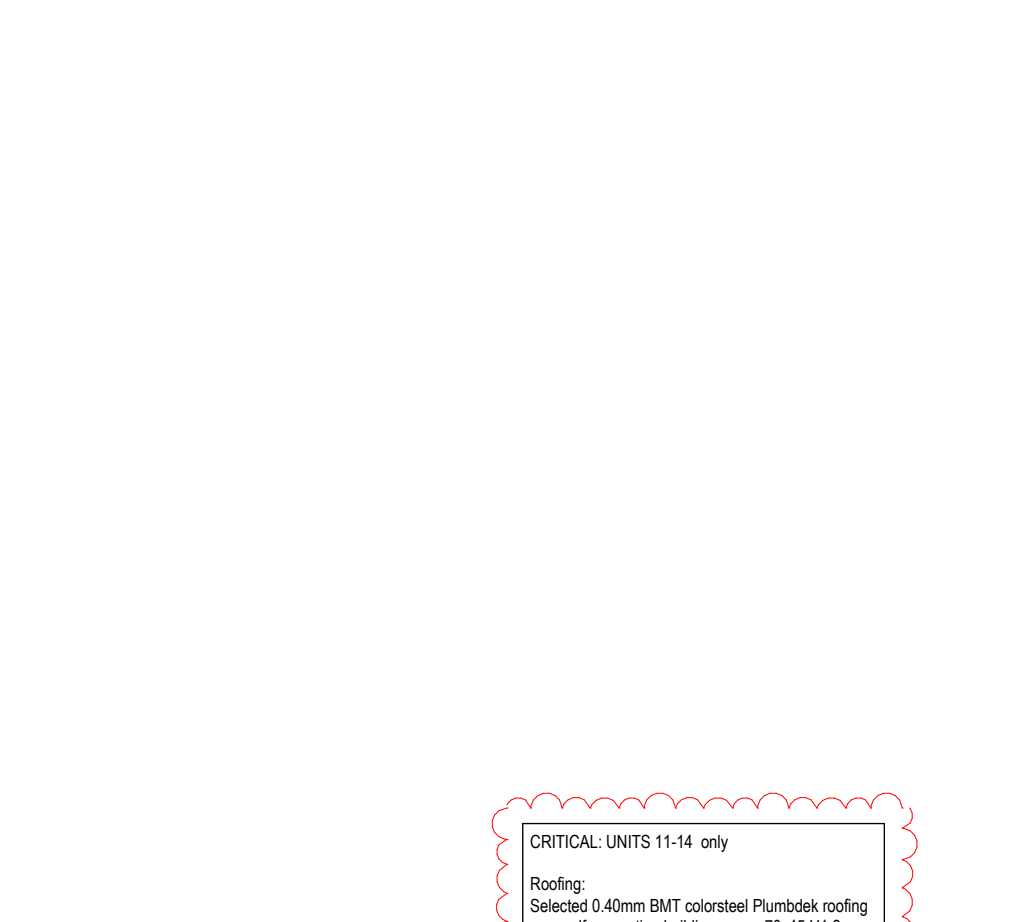 CRITICAL: UNITS 11-14 only
Roofing:
Selected 0.40mm BMT colorsteel Plumbdek roofing